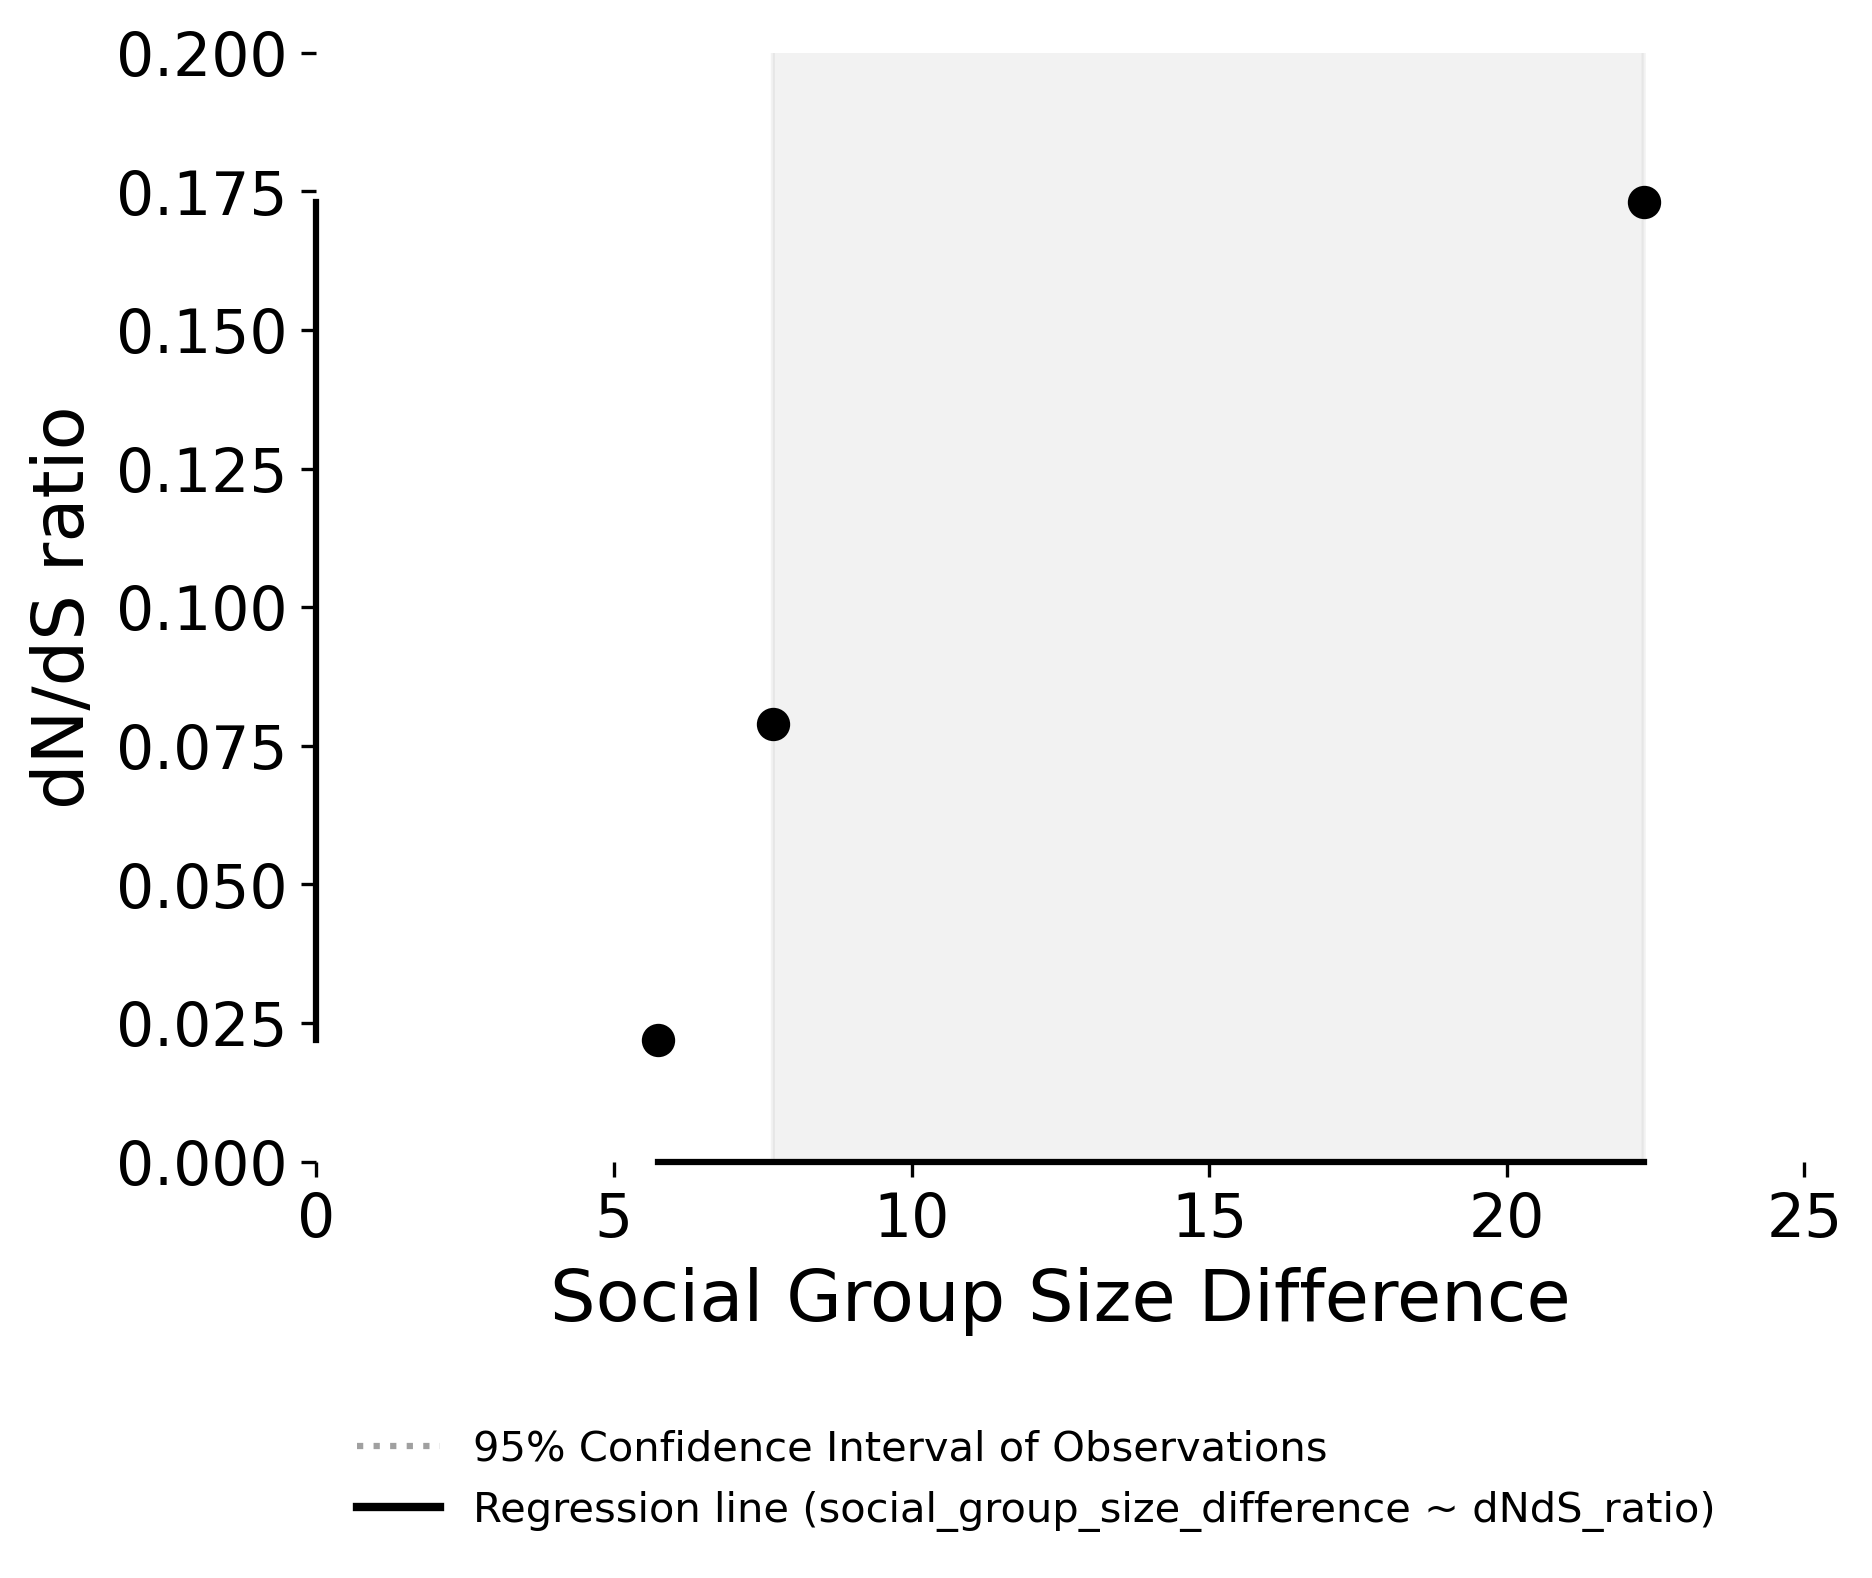 0.200
0.175
0.150
0.125
0.100
0.075
0.050
0.025
0.000
dN/dS ratio
0 5 10 15 20 25
Social Group Size Difference
95% Confidence Interval of Observations
Regression line (social_group_size_difference ~ dNdS_ratio)